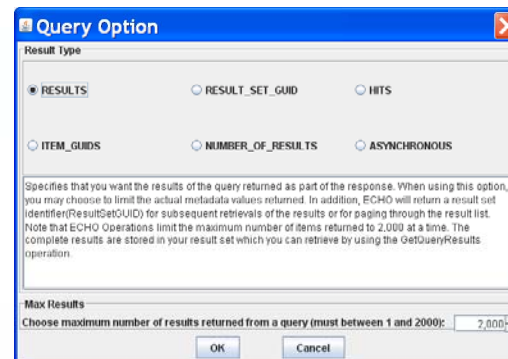 Query Option
Result Type
RESULTS RESULT_SET_GUID HITS
ITEM_GUIDS NUMBER_OF_RESULTS ASYNCHRONOUS
Specifies that you want the results of the query returned as part of the response. When using this option,
you may choose to limit the actual metadata values returned. In addition, ECHO will return a result set
identifier(ResultSetGUID) for subsequent retrievals of the results or for paging through the result list.
Note that ECHO Operations limit the maximum number of items returned to 2,000 at a time. The
complete results are stored in your result set which you can retrieve by using the GetQueryResults
operation.
Max Results
Choose maximum number of results returned from a query (must between 1 and 2000): 2,000
OK Cancel